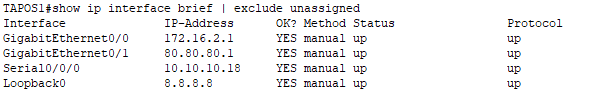 TAPOS1#show ip interface brief | exclude unassigned
Interface IP-Address OK? Method Status Protocol
GigabitEthernet0/0 172.16.2.1 YES manual up up
GigabitEthernet0/1 80.80.80.1 YES manual up up
Serial0/0/0 10.10.10.18 YES manual up up
Loopback0 8.8.8.8 YES manual up up